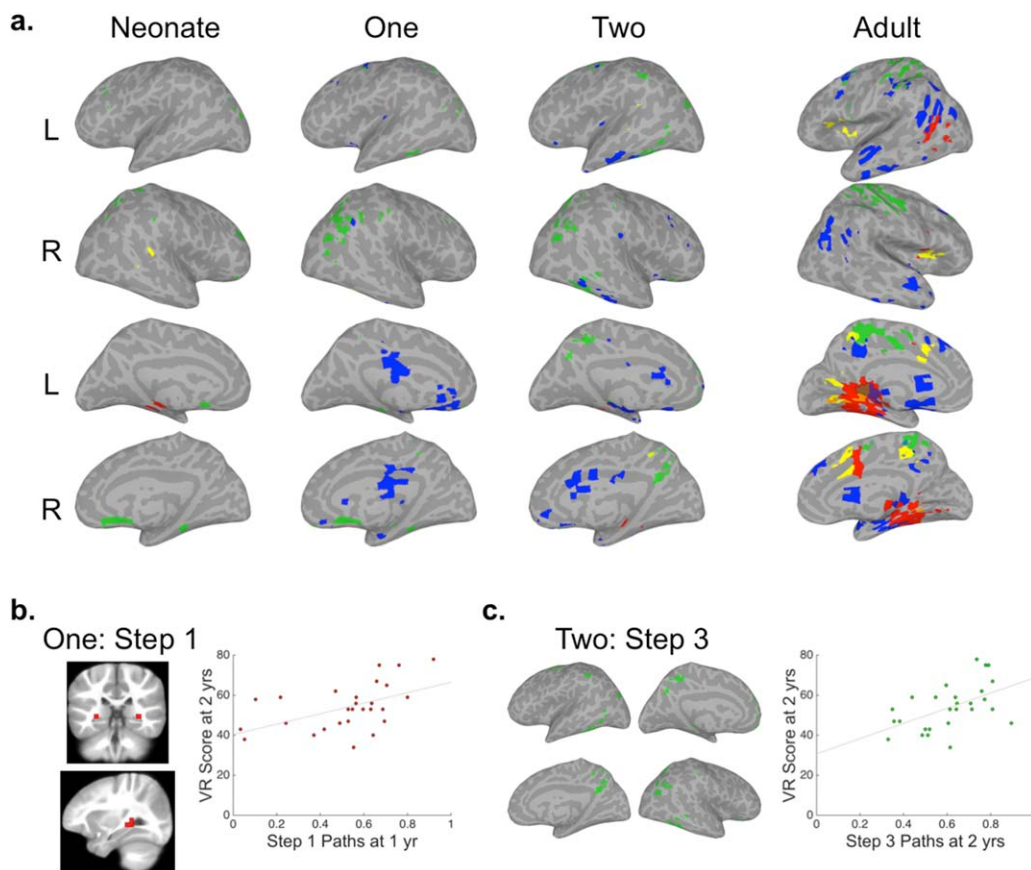 a.
Neonate One Two Adult
L
R
L
R
b.
One: Step 1
VR Score at 2 yrs
80
60
40
20
0
0 0.2 0.4 0.6 0.8 1
Step 1 Paths at 1 yr
c.
Two: Step 3
VR Score at 2 yrs
80
60
40
20
0
0 0.2 0.4 0.6 0.8
Step 3 Paths at 2 yrs